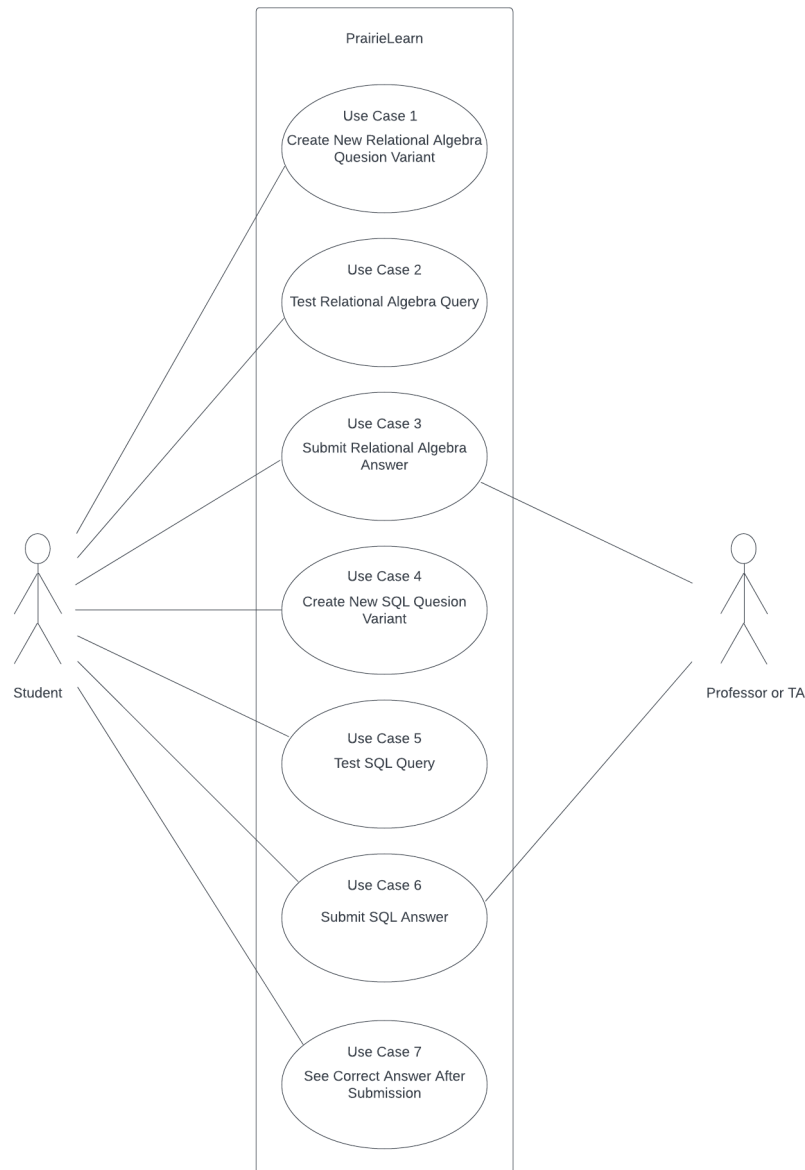 PrairieLearn
Use Case 1
Create New Relational Algebra
Quesion Variant
Use Case 2
Test Relational Algebra Query
Use Case 3
Submit Relational Algebra
Answer
Use Case 4
Create New SQL Quesion
Variant
Student
Professor or TA
Use Case 5
Test SQL Query
Use Case 6
Submit SQL Answer
Use Case 7
See Correct Answer After
Submission